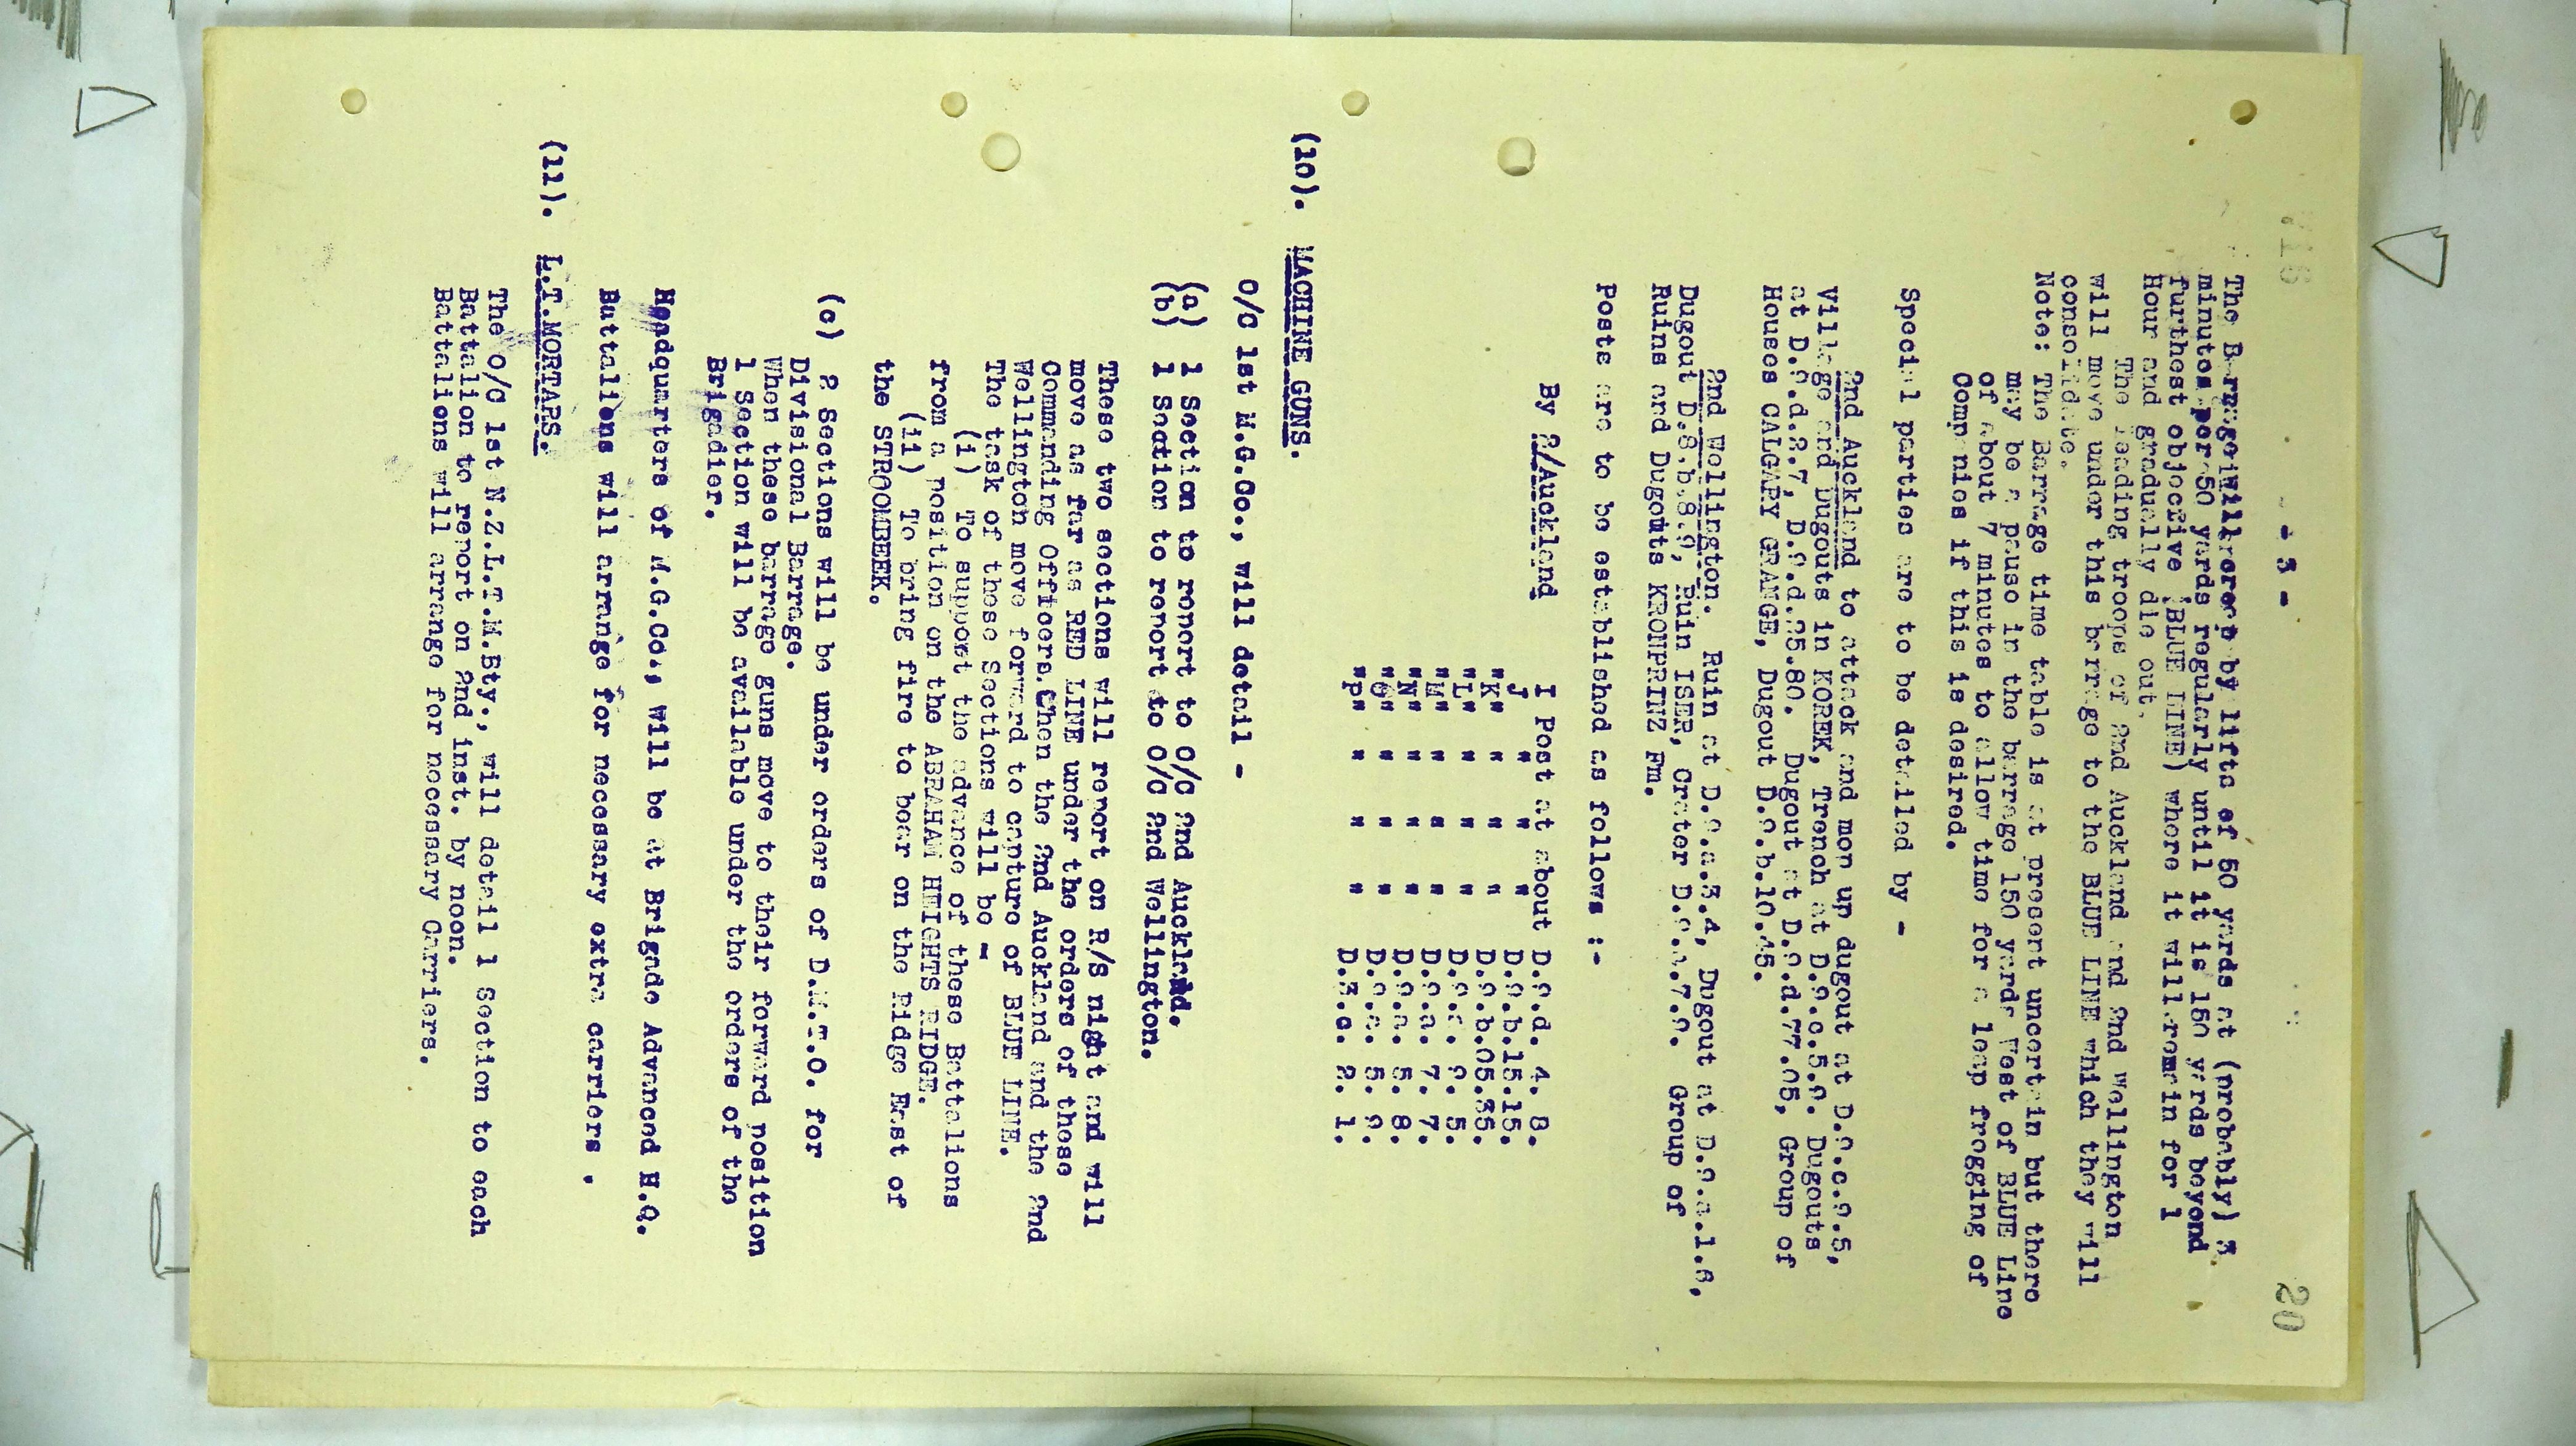 - 3 -
20
The Barrage will creep by lifts of 50 yards at (probably) 3
minutes per 50 yards regularly until it is 150 yards beyond
furthest objective (BLUE LINE) where it will remain for 1
Hour and gradually die out.
The leading troops of 2nd Auckland and 2nd Wellington
will move under this barrage to the BLUE LINE which they will
consolidate.
Note: The Barrage time table is at present uncertain but there
may be a pause in the barrage 150 yards West of BLUE Line
of about 7 minutes to allow time for a leap frogging of
Companies if this is desired.
Special parties are to be detailed by -
2nd Auckland to attack and mop up dugout at D.9.c.9.5,
Village and Dugouts in KOREK, Trench at D.9.c.5.9. Dugouts
at D.9.d.2.7, D.9.d.25.80. Dugout at D.9.d.77.05, Group of
Houses CALGARY GRANGE, Dugout D.9.b.10.45.
2nd Wellington. Ruin at D.9.a.3.4, Dugout at D.9.a.1.6,
Dugout D.8.b.8.9, Ruin ISER, Crater D.9.a.7.9. Group of
Ruins and Dugouts KRONPRINZ Fm.
Posts are to be established as follows :-
By 2/Auckland I Post at about D.9.d. 4. 8.
J " " " D.9.b.15.15.
"K" " " " D.9.b.05.35.
"L" " " " D.9. 9. 5.
"M" " " " D.9.a. 7. 7.
"N" " " " D.9.a. 5. 8.
"O" " " " D.9.a. 5. 9.
"P" " " " D.3.c. 2. 1.
(10). MACHINE GUNS.
O/C 1st M.G.Co., will detail -
(a) 1 Section to report to O/C 2nd Auckland.
(b) 1 Section to report to O/C 2nd Wellington.
These two sections will report on R/S night and will
move as far as RED LINE under the orders of these
Commanding Officers. When the 2nd Auckland and the 2nd
Wellington move forward to capture of BLUE LINE.
The task of these Sections will be -
(i) To support the advance of these Battalions
from a position on the ABRAHAM HEIGHTS RIDGE.
(ii) To bring fire to bear on the Ridge East of
the STROOMBEEK.
(c) 2 Sections will be under orders of D.M.T.O. for
Divisional Barrage.
When these barrage guns move to their forward position
1 Section will be available under the orders of the
Brigadier.
Headquarters of M.G.Co., will be at Brigade Advanced H.Q.
Battalions will arrange for necessary extra carriers .
(11). L.T.MORTARS.
The O/C 1st N.Z.L.T.M.Bty., will detail 1 Section to each
Battalion to report on 2nd inst. by noon.
Battalions will arrange for necessary Carriers.